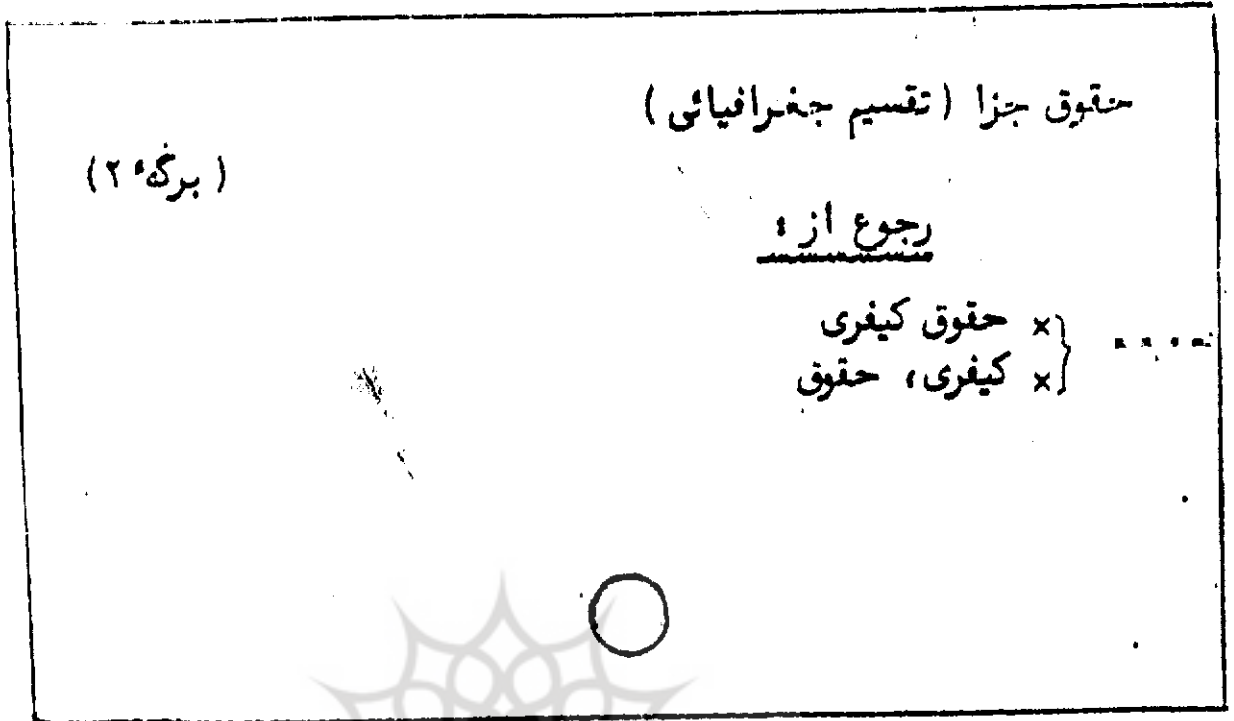 حقوق جزا (تقسیم جغرافیائی)
(برگهٔ ۲)
رجوع از :
× حقوق کیفری
× کیفری، حقوق